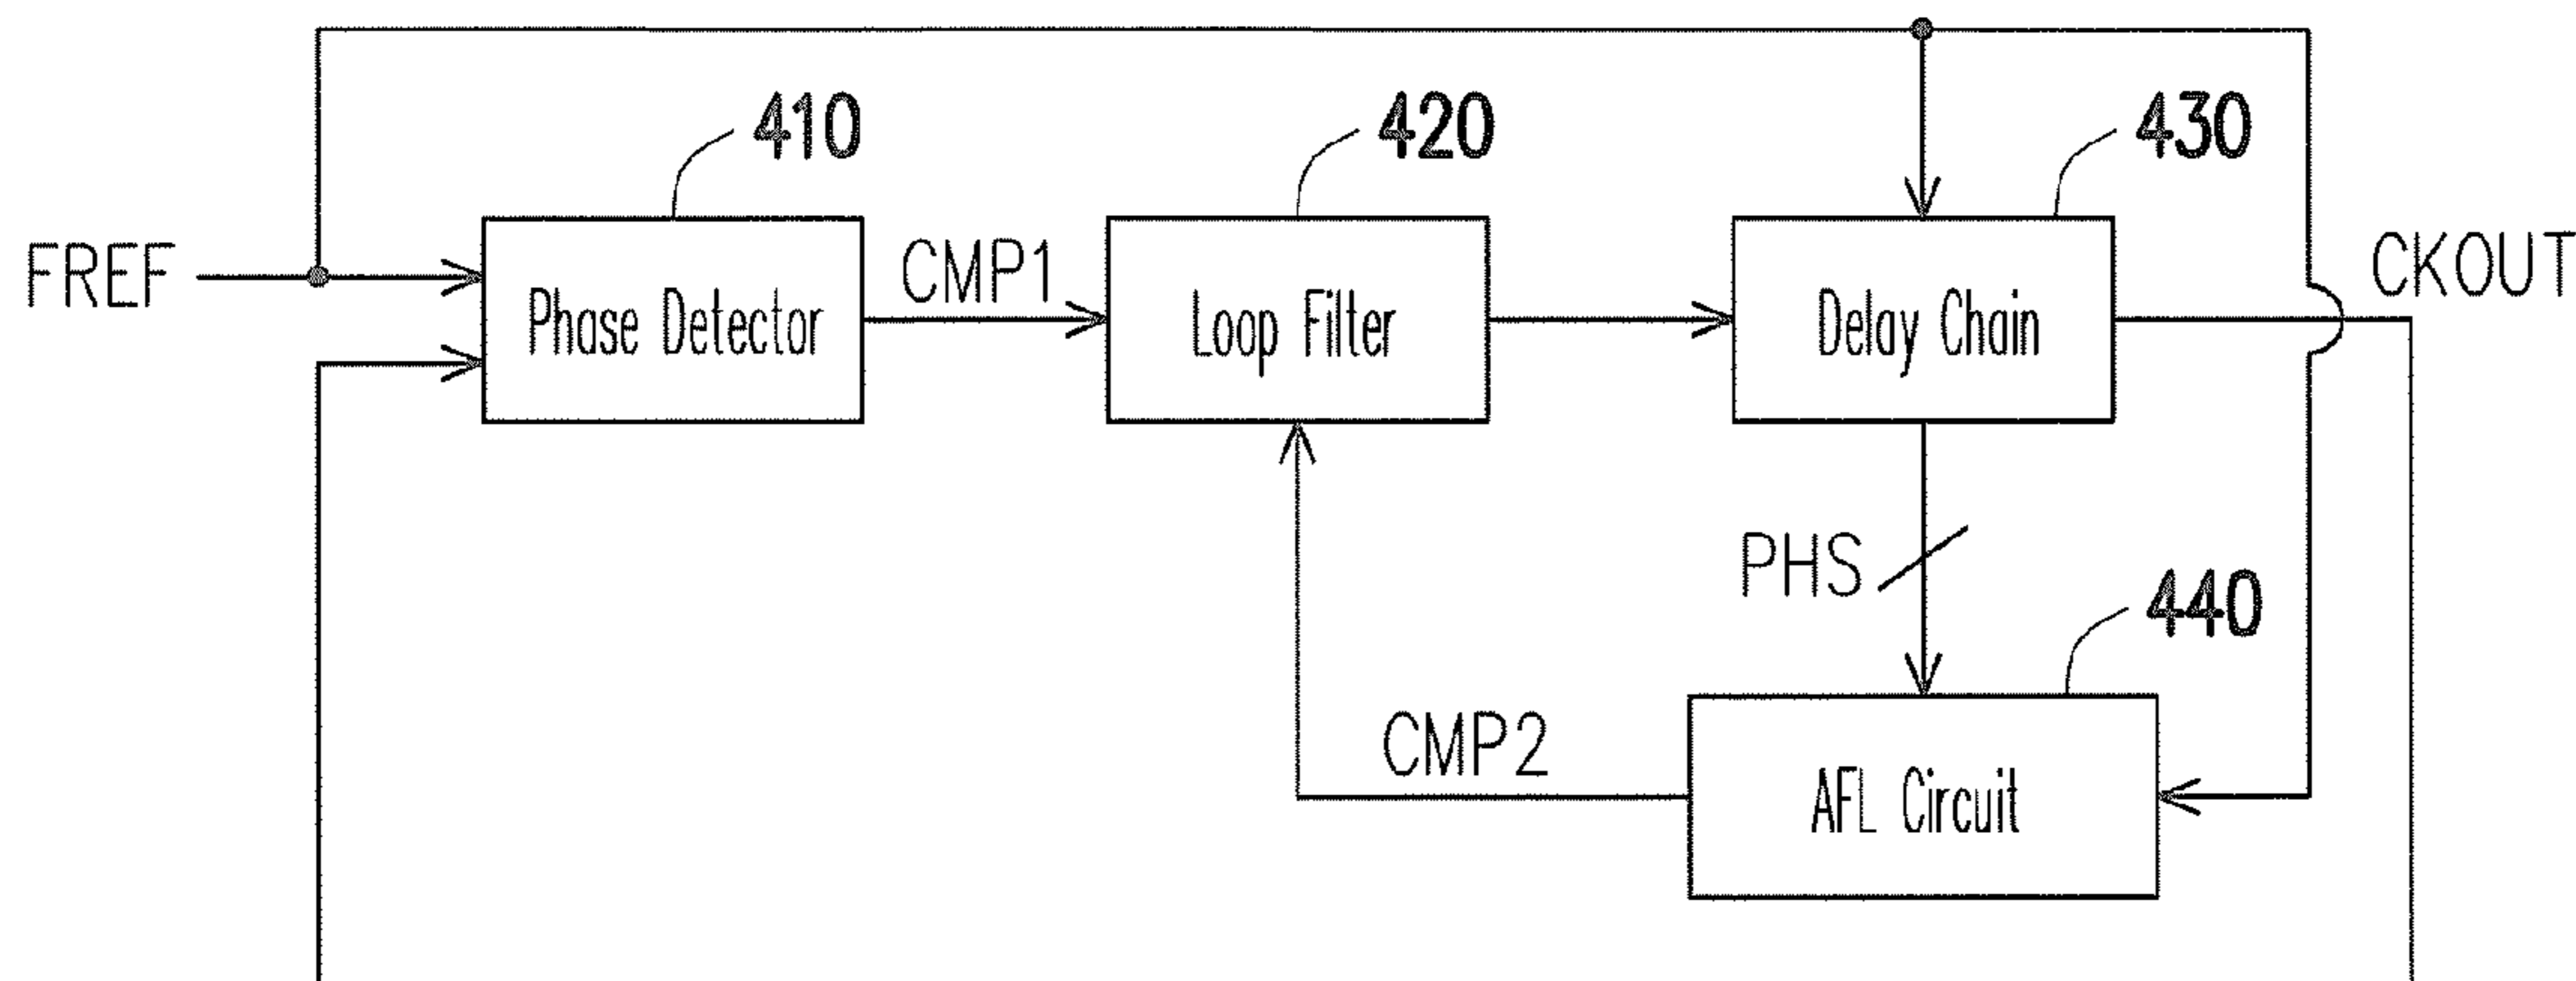 410
420
430
FREF
CMP1
CKOUT
Phase Detector
Loop Filter
Delay Chain
PHS
440
CMP2
AFL Circuit